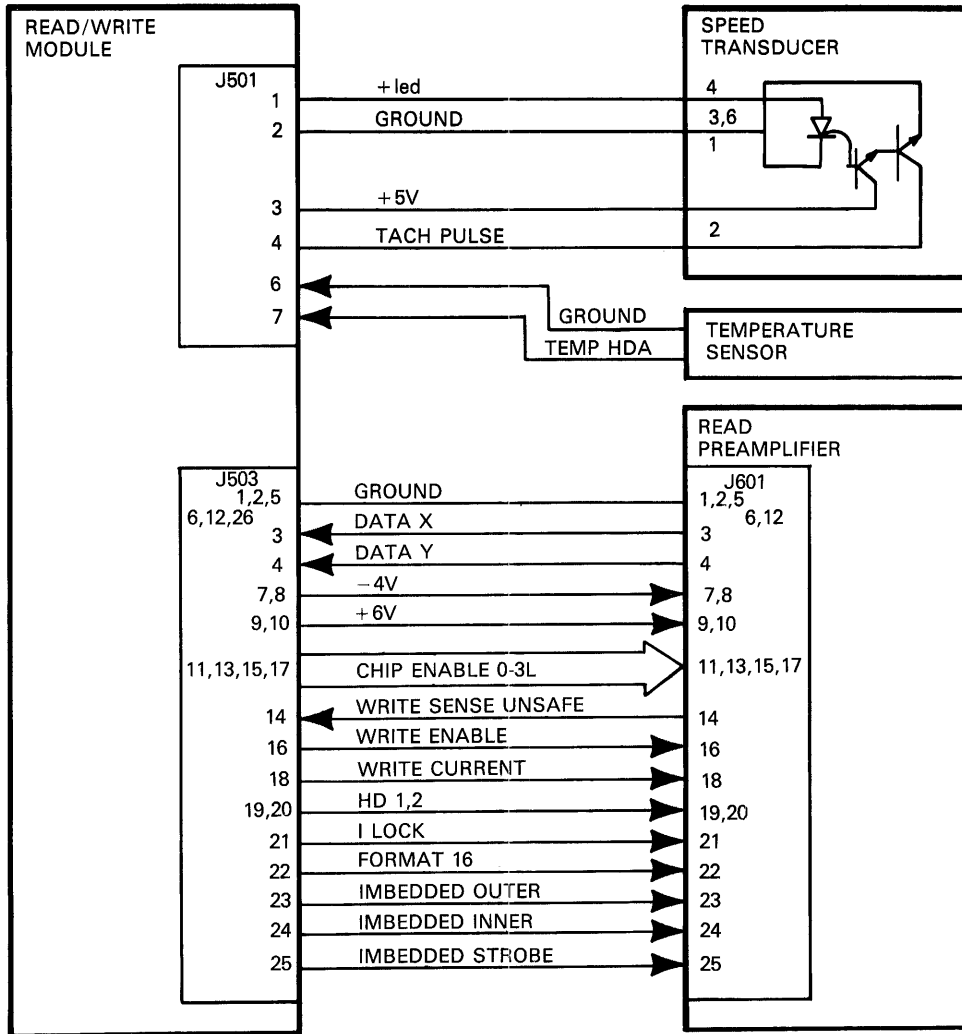 READ/WRITE
MODULE
SPEED
TRANSDUCER
J501
1 +led 4
2 GROUND 3,6
1
3 +5V
4 TACH PULSE 2
6
7
GROUND
TEMP HDA
TEMPERATURE
SENSOR
READ
PREAMPLIFIER
J503
J601
1,2,5 GROUND 1,2,5
6,12,26 6,12
3 DATA X 3
4 DATA Y 4
7,8 -4V 7,8
9,10 +6V 9,10
11,13,15,17 CHIP ENABLE 0-3L 11,13,15,17
14 WRITE SENSE UNSAFE 14
16 WRITE ENABLE 16
18 WRITE CURRENT 18
19,20 HD 1,2 19,20
21 I LOCK 21
22 FORMAT 16 22
23 IMBEDDED OUTER 23
24 IMBEDDED INNER 24
25 IMBEDDED STROBE 25